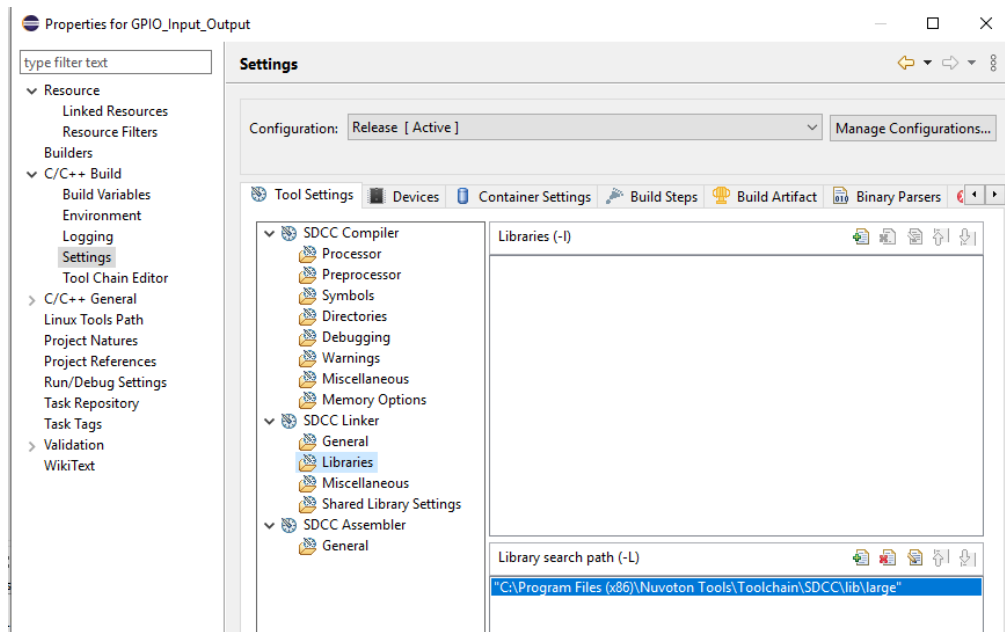 Properties for GPIO_Input_Output
type filter text
Resource
Linked Resources
Resource Filters
Builders
C/C++ Build
Build Variables
Environment
Logging
Settings
Tool Chain Editor
C/C++ General
Linux Tools Path
Project Natures
Project References
Run/Debug Settings
Task Repository
Task Tags
Validation
WikiText
Settings
Configuration: Release [ Active ] Manage Configurations...
Tool Settings Devices Container Settings Build Steps Build Artifact Binary Parsers
SDCC Compiler
Processor
Preprocessor
Symbols
Directories
Debugging
Warnings
Miscellaneous
Memory Options
SDCC Linker
General
Libraries
Miscellaneous
Shared Library Settings
SDCC Assembler
General
Libraries (-l)
Library search path (-L)
"C:\Program Files (x86)\Nuvoton Tools\Toolchain\SDCC\lib\large"